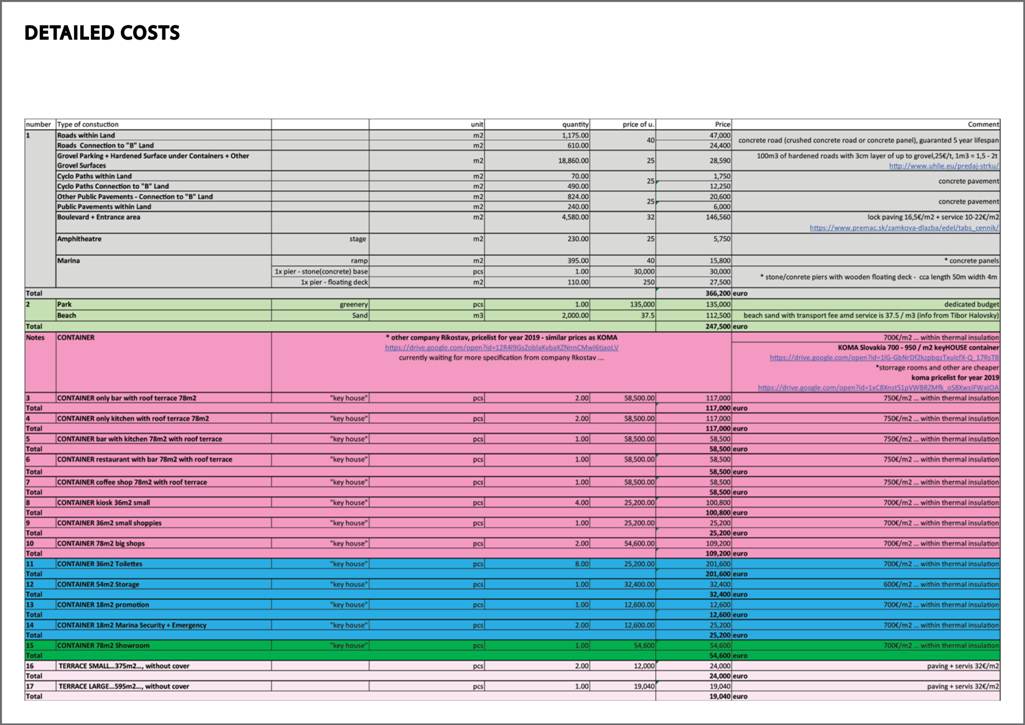 DETAILED COSTS
number Type of constuction unit quantity price of u. Price Comment
1 Roads within Land m2 1,175.00 40 47,000 concrete road (crushed concrete road or concrete panel), guaranted 5 year lifespan
Roads Connection to "B" Land m2 610.00 24,400
Grovel Parking + Hardened Surface under Containers + Other m2 18,860.00 25 28,590 100m3 of hardened roads with 3cm layer of up to grovel,25€/t, 1m3 = 1,5 - 2t
Grovel Surfaces http://www.uhlie.eu/predaj-strku/
Cyclo Paths within Land m2 70.00 25 1,750 concrete pavement
Cyclo Paths Connection to "B" Land m2 490.00 12,250
Other Public Pavements - Connection to "B" Land m2 824.00 25 20,600 concrete pavement
Public Pavements within Land m2 240.00 6,000
Boulevard + Entrance area m2 4,580.00 32 146,560 lock paving 16,5€/m2 + service 10-22€/m2
https://www.premac.sk/zamkova-dlazba/edel/tabs_cennik/
Amphitheatre stage m2 230.00 25 5,750
Marina ramp m2 395.00 40 15,800 * concrete panels
1x pier - stone(concrete) base pcs 1.00 30,000 30,000 * stone/conrete piers with wooden floating deck - cca length 50m width 4m
1x pier - floating deck m2 110.00 250 27,500
Total 366,200 euro
2 Park greenery pcs 1.00 135,000 135,000 dedicated budget
Beach Sand m3 2,000.00 37.5 112,500 beach sand with transport fee amd service is 37.5 / m3 (info from Tibor Halovsky)
Total 247,500 euro
Notes CONTAINER * other company Rikostav, pricelist for year 2019 - similar prices as KOMA 700€/m2 ... within thermal insulation
KOMA Slovakia 700 - 950 / m2 keyHOUSE container
currently waiting for more specification from company Rkostav ...
*storrage rooms and other are cheaper
koma pricelist for year 2019
3 CONTAINER only bar with roof terrace 78m2 "key house" pcs 2.00 58,500.00 117,000 750€/m2 ... within thermal insulation
Total 117,000 euro
4 CONTAINER only kitchen with roof terrace 78m2 "key house" pcs 2.00 58,500.00 117,000 750€/m2 ... within thermal insulation
Total 117,000 euro
5 CONTAINER bar with kitchen 78m2 with roof terrace "key house" pcs 1.00 58,500.00 58,500 750€/m2 ... within thermal insulation
Total 58,500 euro
6 CONTAINER restaurant with bar 78m2 with roof terrace "key house" pcs 1.00 58,500.00 58,500 750€/m2 ... within thermal insulation
Total 58,500 euro
7 CONTAINER coffee shop 78m2 with roof terrace "key house" pcs 1.00 58,500.00 58,500 750€/m2 ... within thermal insulation
Total 58,500 euro
8 CONTAINER kiosk 36m2 small "key house" pcs 4.00 25,200.00 100,800 700€/m2 ... within thermal insulation
Total 100,800 euro
9 CONTAINER 36m2 small shoppies "key house" pcs 1.00 25,200.00 25,200 700€/m2 ... within thermal insulation
Total 25,200 euro
10 CONTAINER 78m2 big shops "key house" pcs 2.00 54,600.00 109,200 700€/m2 ... within thermal insulation
Total 109,200 euro
11 CONTAINER 36m2 Toilettes "key house" pcs 8.00 25,200.00 201,600 700€/m2 ... within thermal insulation
Total 201,600 euro
12 CONTAINER 54m2 Storage "key house" pcs 1.00 32,400.00 32,400 600€/m2 ... within thermal insulation
Total 32,400 euro
13 CONTAINER 18m2 promotion "key house" pcs 1.00 12,600.00 12,600 700€/m2 ... within thermal insulation
Total 12,600 euro
14 CONTAINER 18m2 Marina Security + Emergency "key house" pcs 2.00 12,600.00 25,200 700€/m2 ... within thermal insulation
Total 25,200 euro
15 CONTAINER 78m2 Showroom "key house" pcs 1.00 54,600 54,600 700€/m2 ... within thermal insulation
Total 54,600 euro
16 TERRACE SMALL...375m2..., without cover pcs 2.00 12,000 24,000 paving + servis 32€/m2
Total 24,000 euro
17 TERRACE LARGE...595m2..., without cover pcs 1.00 19,040 19,040 paving + servis 32€/m2
Total 19,040 euro